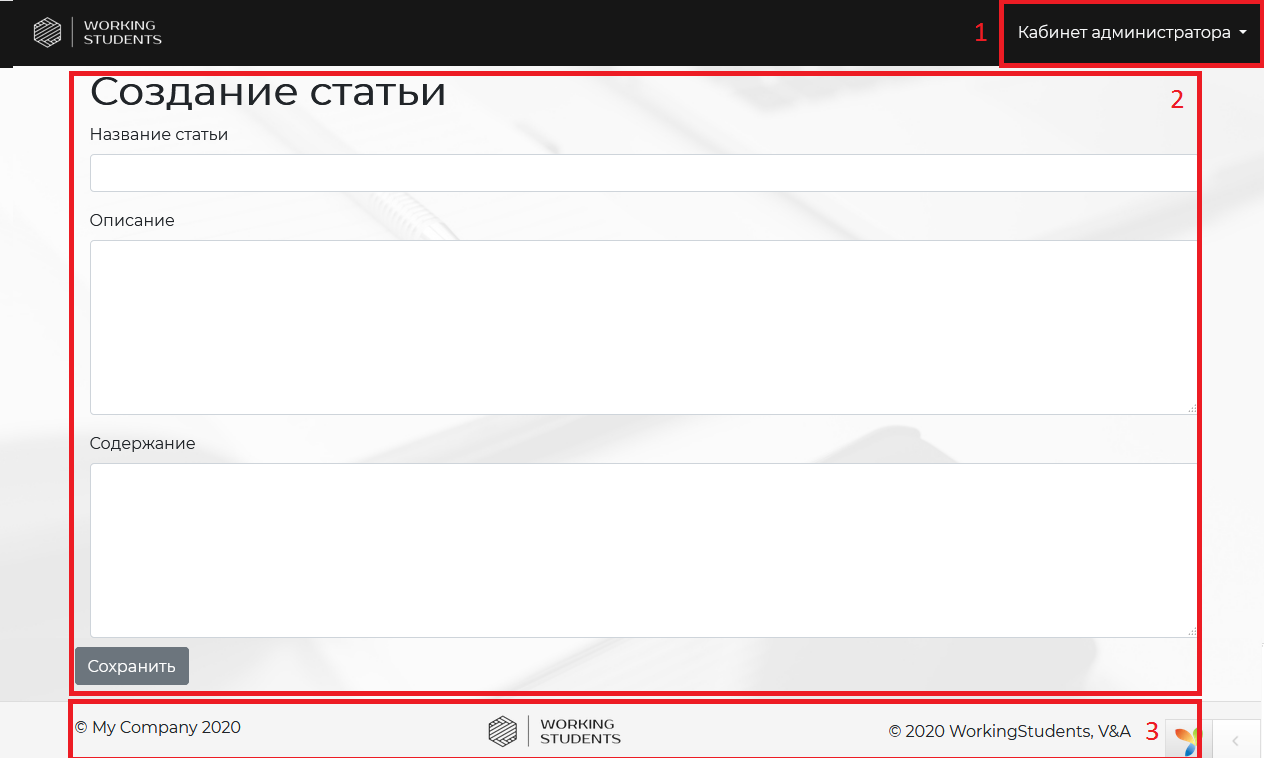 WORKING
STUDENTS
1
Кабинет администратора
2
Создание статьи
Название статьи
Описание
Содержание
Сохранить
© My Company 2020
WORKING
STUDENTS
© 2020 WorkingStudents, V&A
3